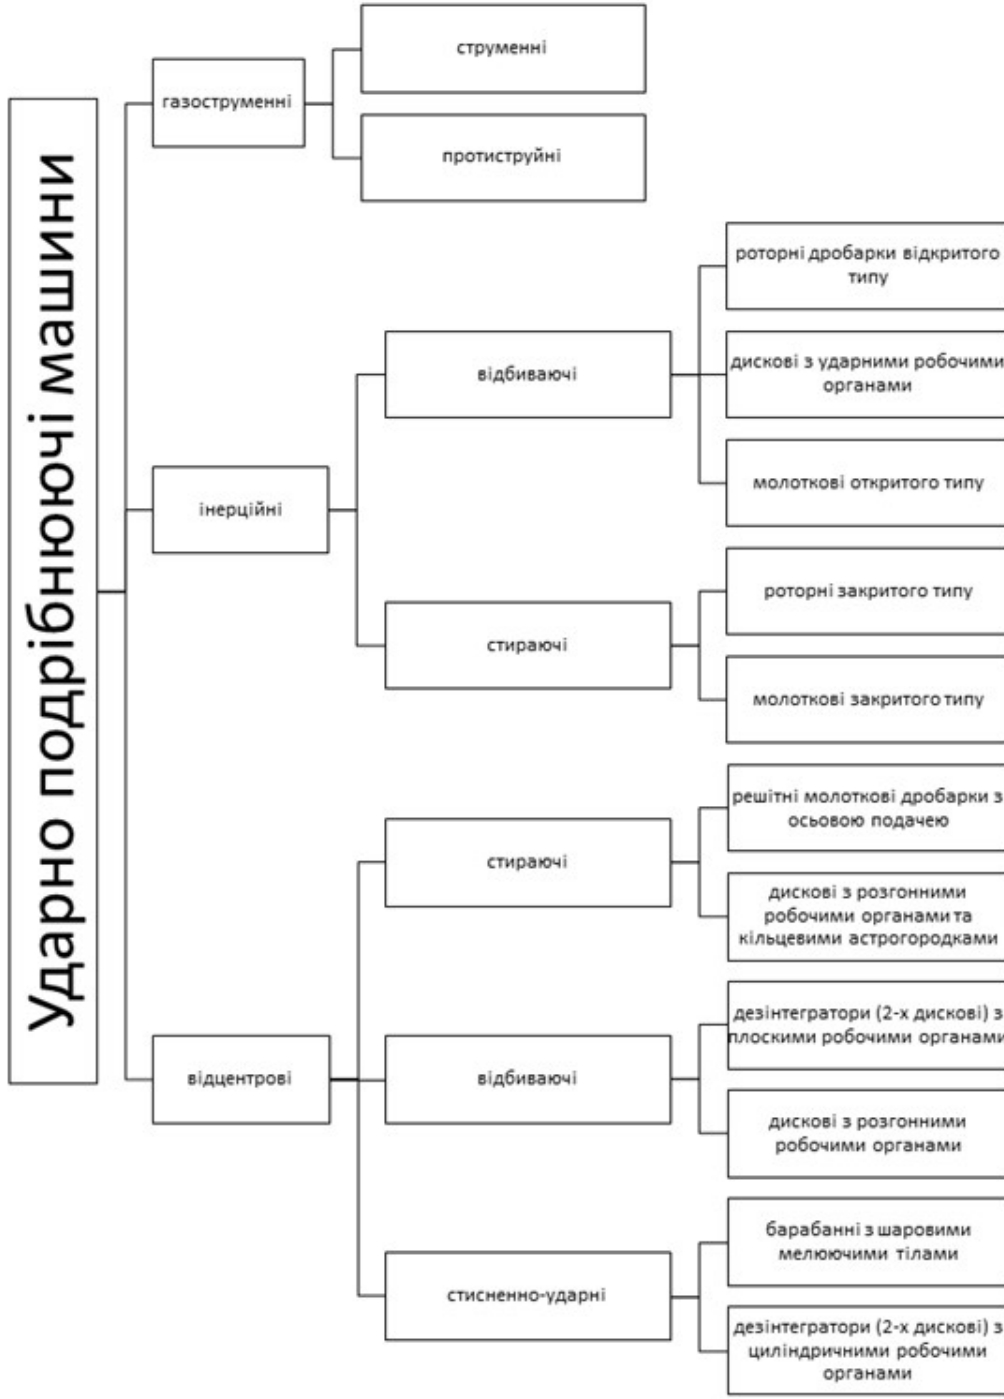 Ударно подрібнюючі машини
газоструменні
струменні
протиструйні
інерційні
відбиваючі
роторні дробарки відкритого
типу
дискові з ударними робочими
органами
молоткові откритого типу
стираючі
роторні закритого типу
молоткові закритого типу
відцентрові
стираючі
решітні молоткові дробарки з
осьовою подачею
дискові з розгонними
робочими органами та
кільцевими астрогородками
відбиваючі
дезінтегратори (2-х дискові) з
плоскими робочими органами
дискові з розгонними
робочими органами
стисненно-ударні
барабанні з шаровими
мелюючими тілами
дезінтегратори (2-х дискові) з
циліндричними робочими
органами